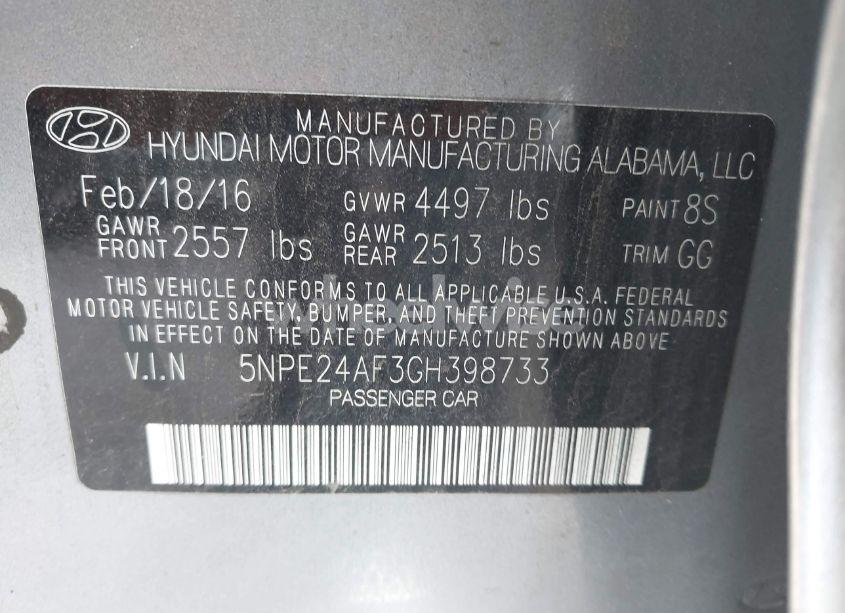 MANUFACTURED BY
HYUNDAI MOTOR MANUFACTURING ALABAMA, LLC
Feb/18/16 GVWR 4497 lbs PAINT 8S
GAWR FRONT 2557 lbs GAWR REAR 2513 lbs TRIM GG
THIS VEHICLE CONFORMS TO ALL APPLICABLE U.S.A. FEDERAL
MOTOR VEHICLE SAFETY, BUMPER, AND THEFT PREVENTION STANDARDS
IN EFFECT ON THE DATE OF MANUFACTURE SHOWN ABOVE.
V.I.N 5NPE24AF3GH398733
PASSENGER CAR